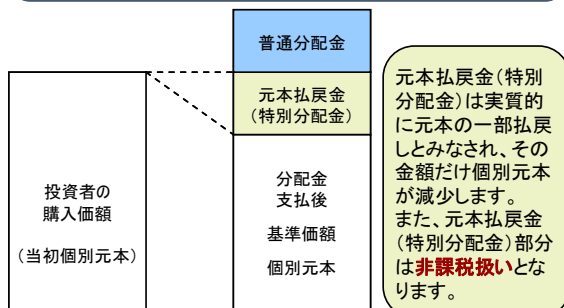 普通分配金
元本払戻金
(特別分配金)
投資者の
購入価額
(当初個別元本)
分配金
支払後
基準価額
個別元本
元本払戻金(特別
分配金)は実質的
に元本の一部払戻
しとみなされ、その
金額だけ個別元本
が減少します。
また、元本払戻金
(特別分配金)部分
は非課税扱いとな
ります。